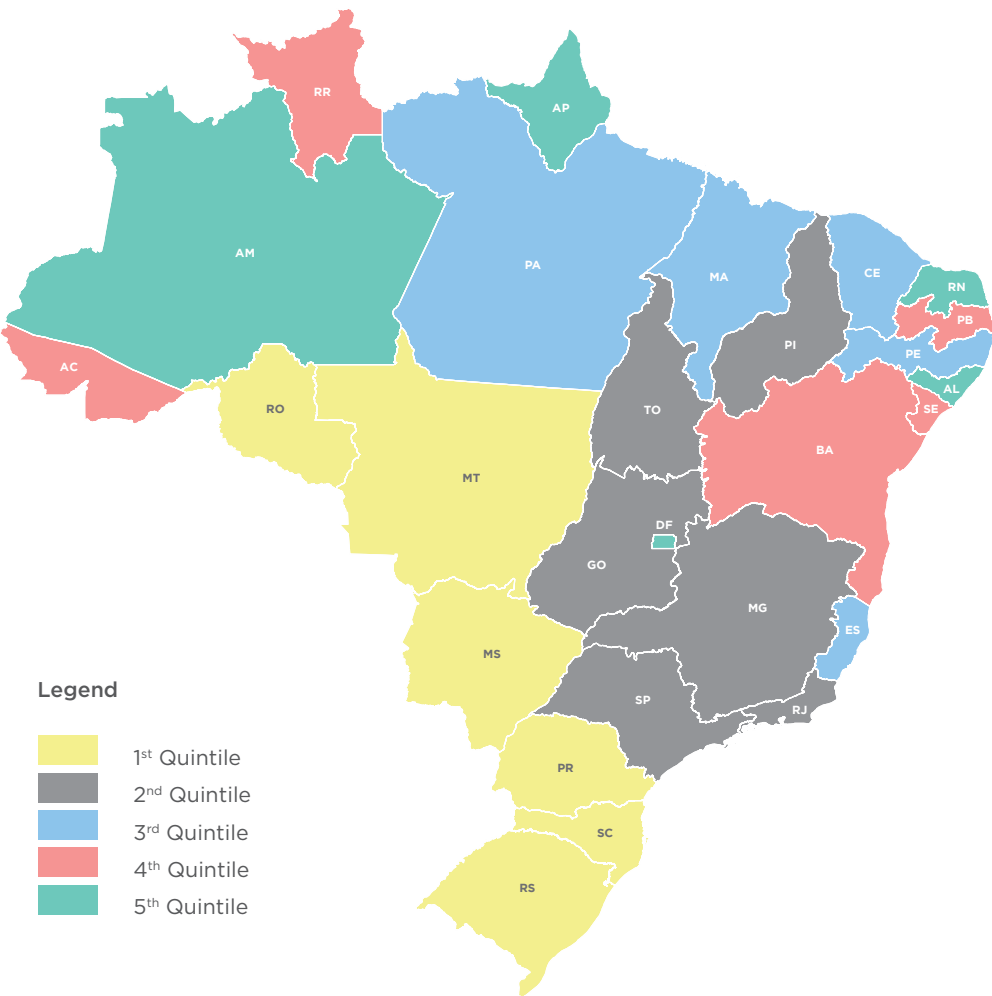 RR
AP
AM
PA
MA
CE
RN
PB
PI
PE
AC
AL
RO
TO
SE
BA
MT
DF
GO
MG
ES
MS
SP
RJ
PR
SC
RS
Legend
1st Quintile
2nd Quintile
3rd Quintile
4th Quintile
5th Quintile